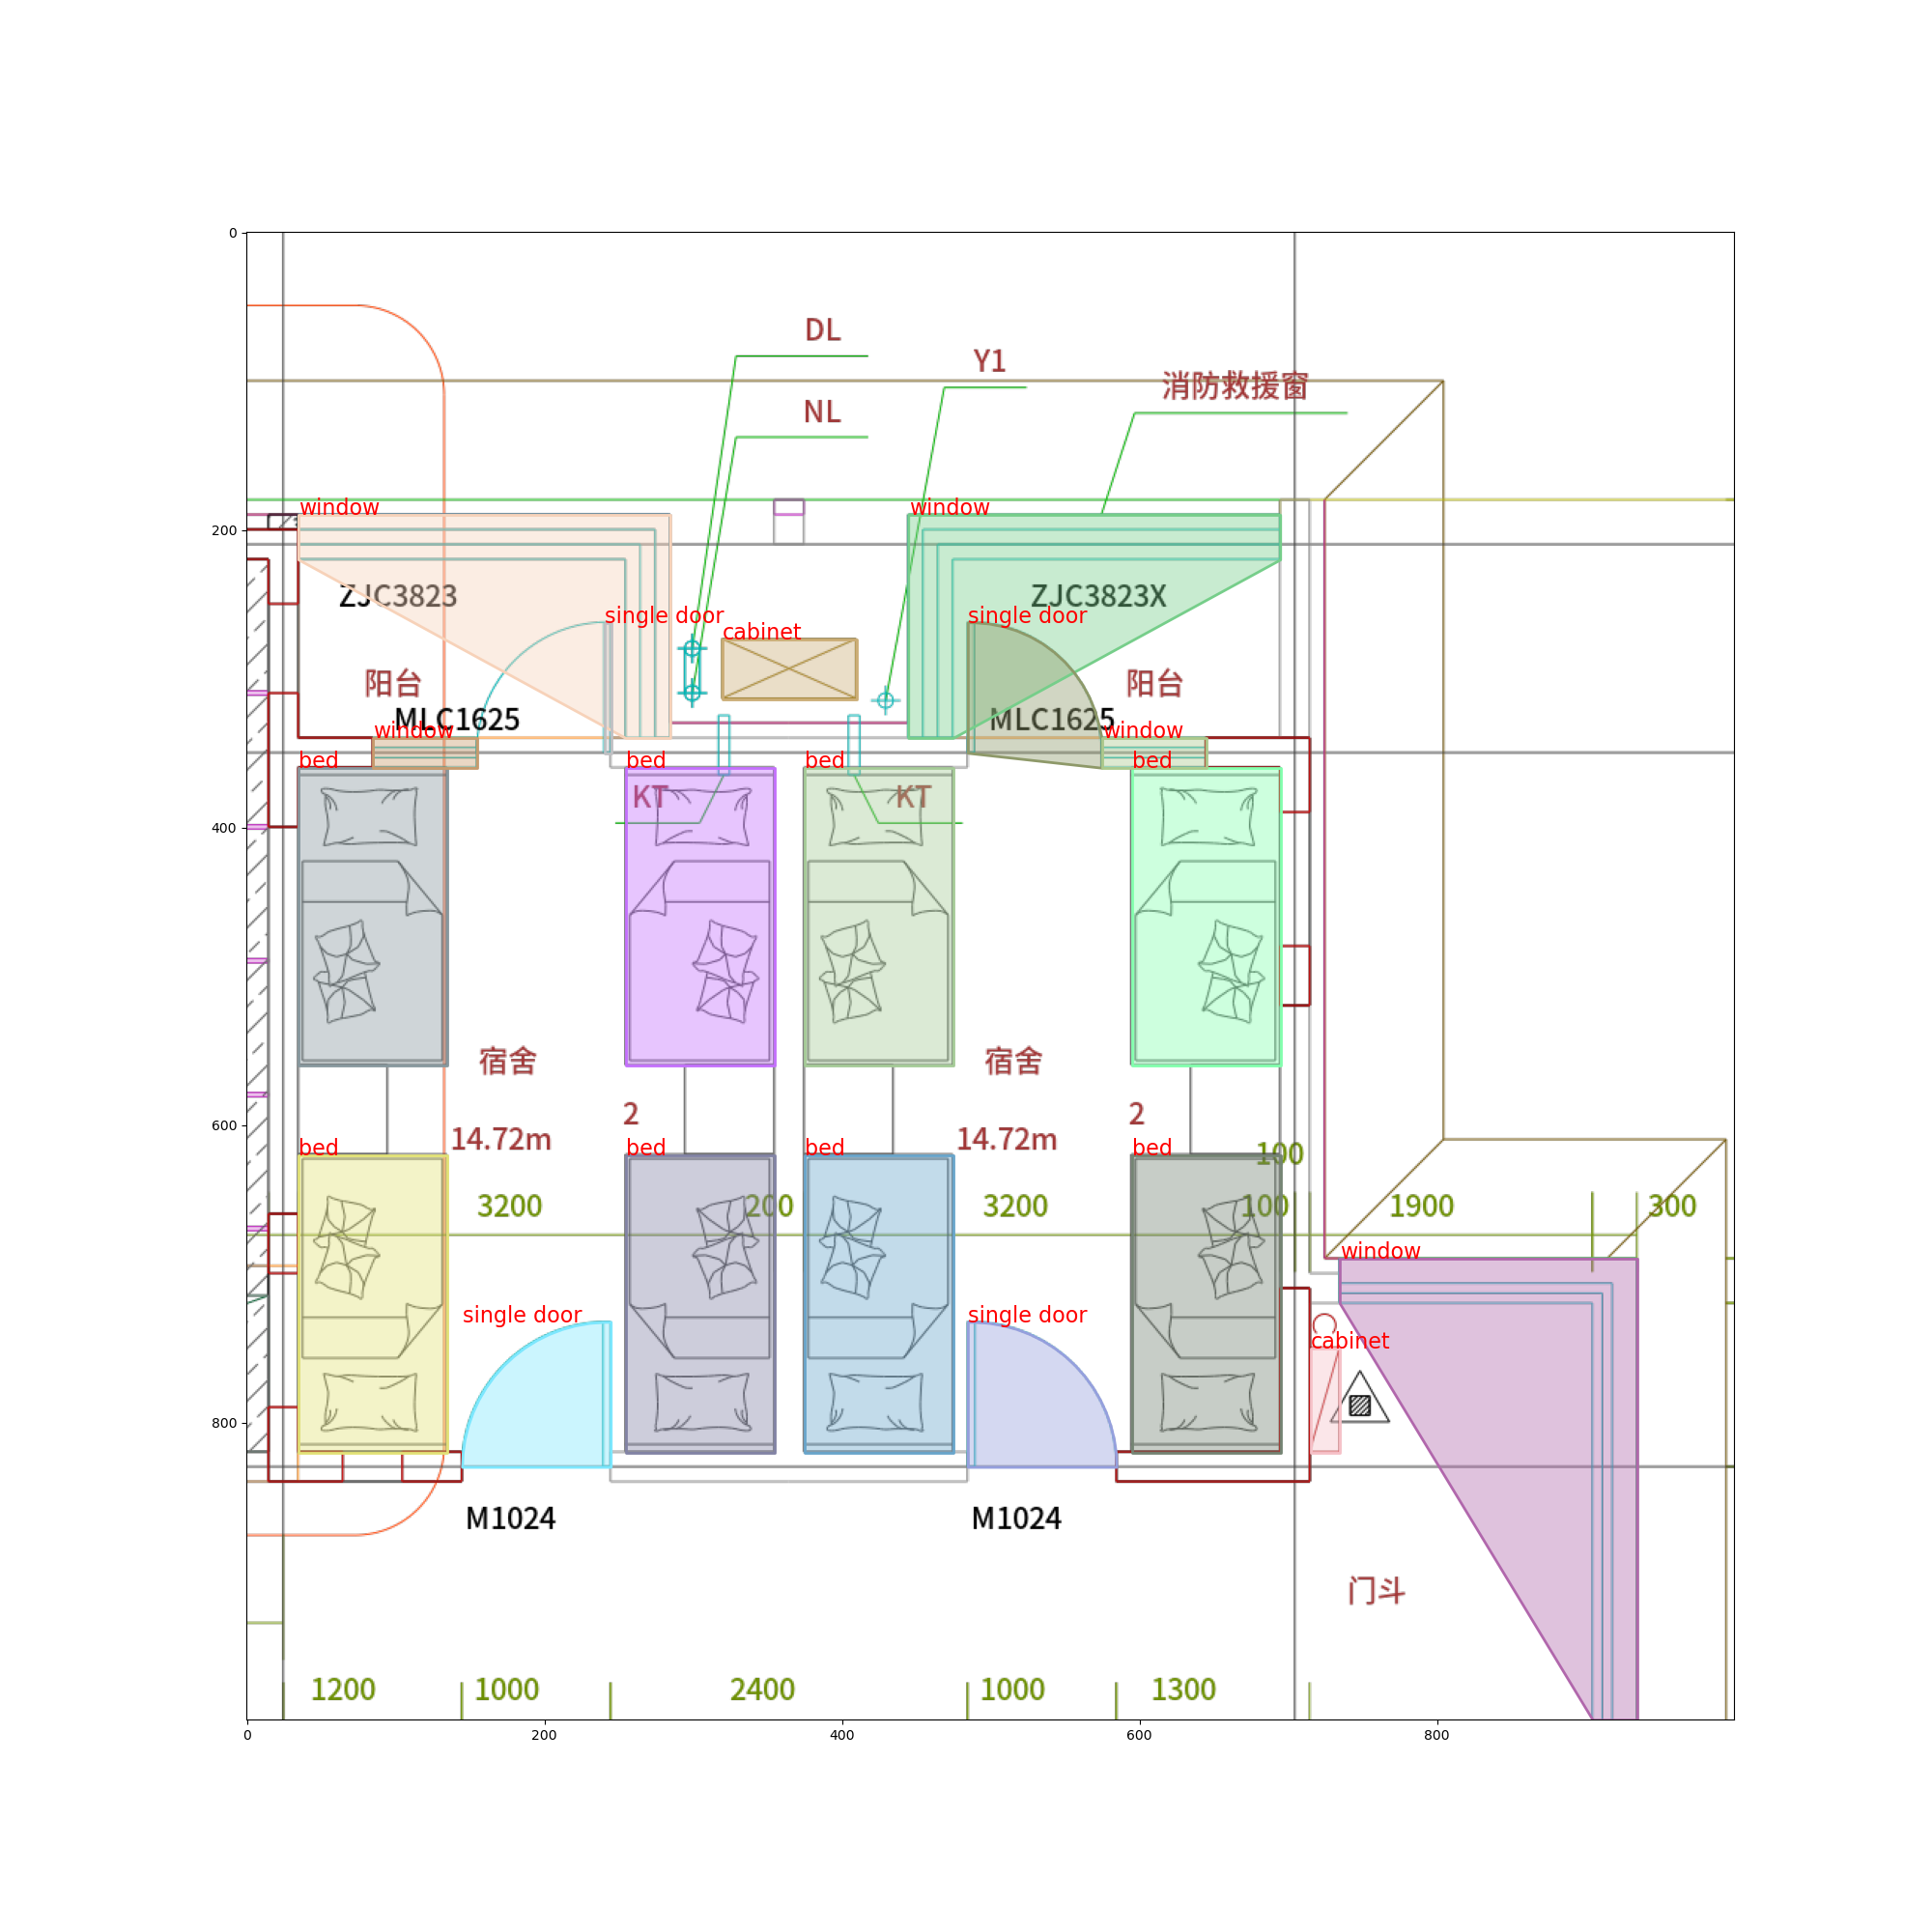 0
DL
Y1
消防救援窗
NL
window
window
200
ZJC3823
ZJC3823X
single door
single door
cabinet
阳台
阳台
MLC1625
MLC1625
window
window
bed
bed
bed
bed
KT
KT
400
宿舍
宿舍
2
2
600
14.72m
14.72m
bed
bed
bed
bed
100
3200
200
3200
100
1900
300
window
single door
single door
cabinet
800
M1024
M1024
门斗
1200
1000
2400
1000
1300
0
200
400
600
800